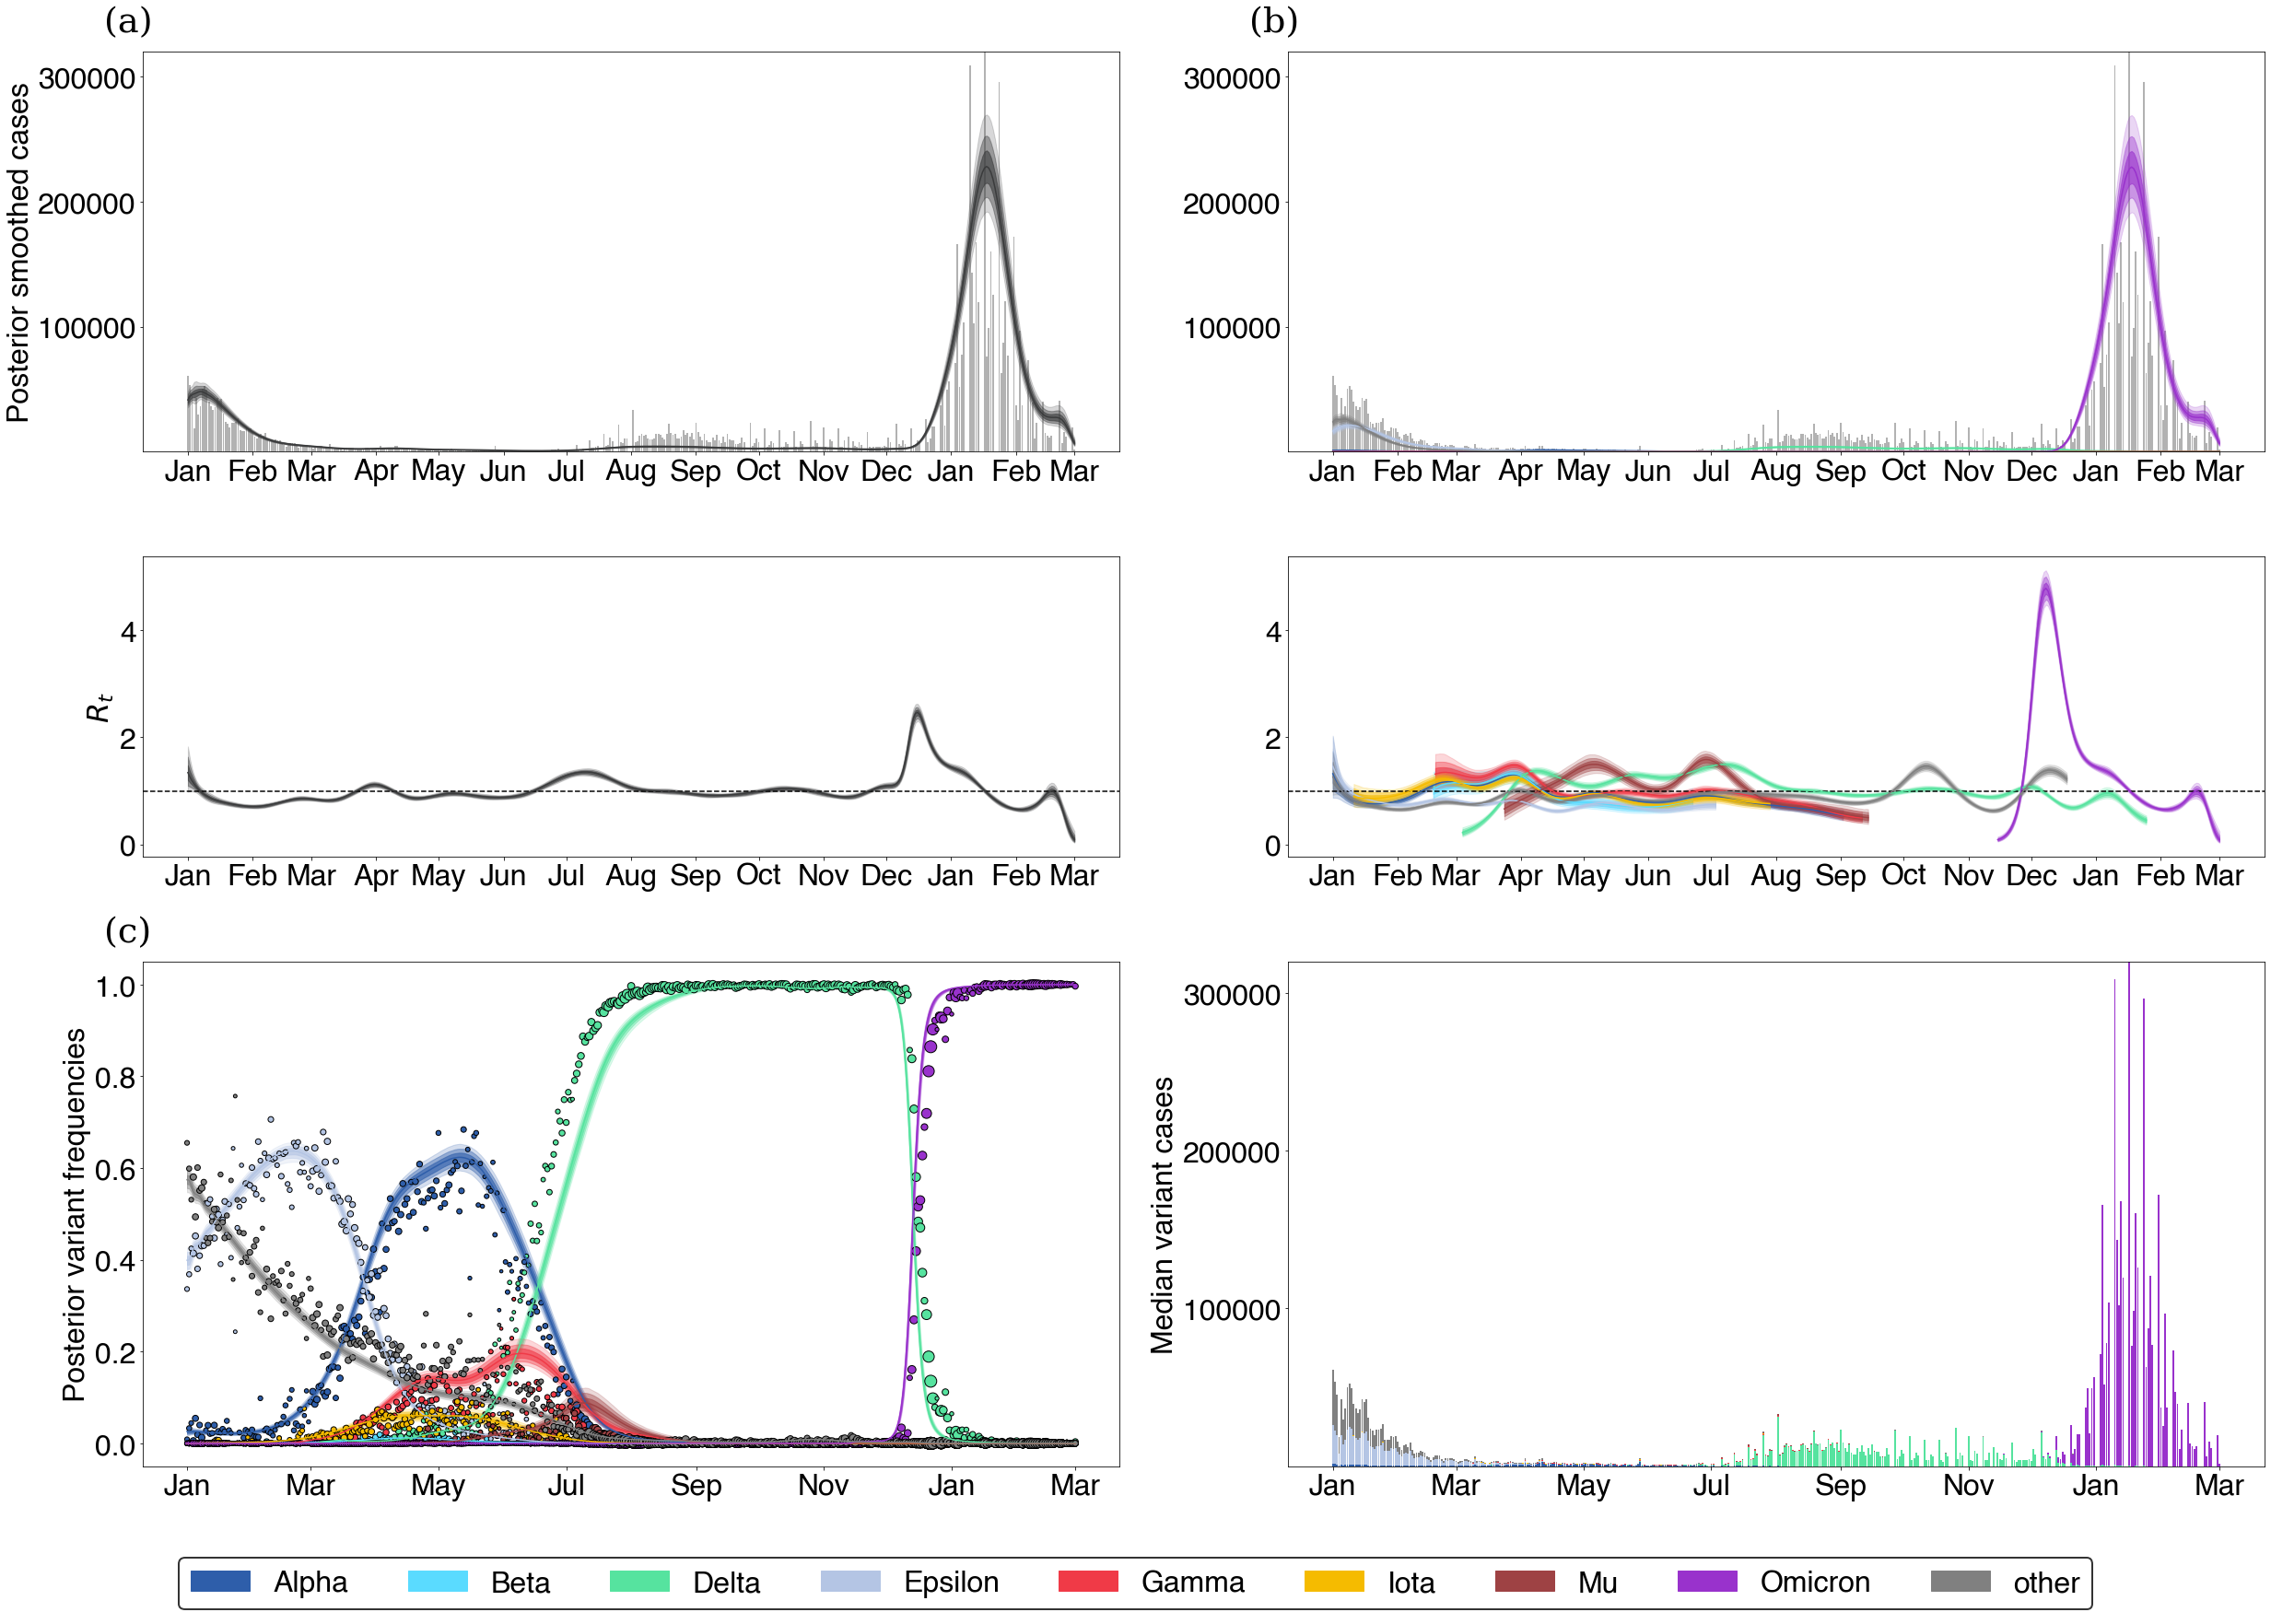 (a)
(b)
Posterior smoothed cases
300000
200000
100000
Jan Feb Mar Apr May Jun Jul Aug Sep Oct Nov Dec Jan Feb Mar
300000
200000
100000
Jan Feb Mar Apr May Jun Jul Aug Sep Oct Nov Dec Jan Feb Mar
R_t
4
2
0
Jan Feb Mar Apr May Jun Jul Aug Sep Oct Nov Dec Jan Feb Mar
4
2
0
Jan Feb Mar Apr May Jun Jul Aug Sep Oct Nov Dec Jan Feb Mar
(c)
Posterior variant frequencies
1.0
0.8
0.6
0.4
0.2
0.0
Jan Mar May Jul Sep Nov Jan Mar
Median variant cases
300000
200000
100000
Jan Mar May Jul Sep Nov Jan Mar
Alpha Beta Delta Epsilon Gamma Iota Mu Omicron other